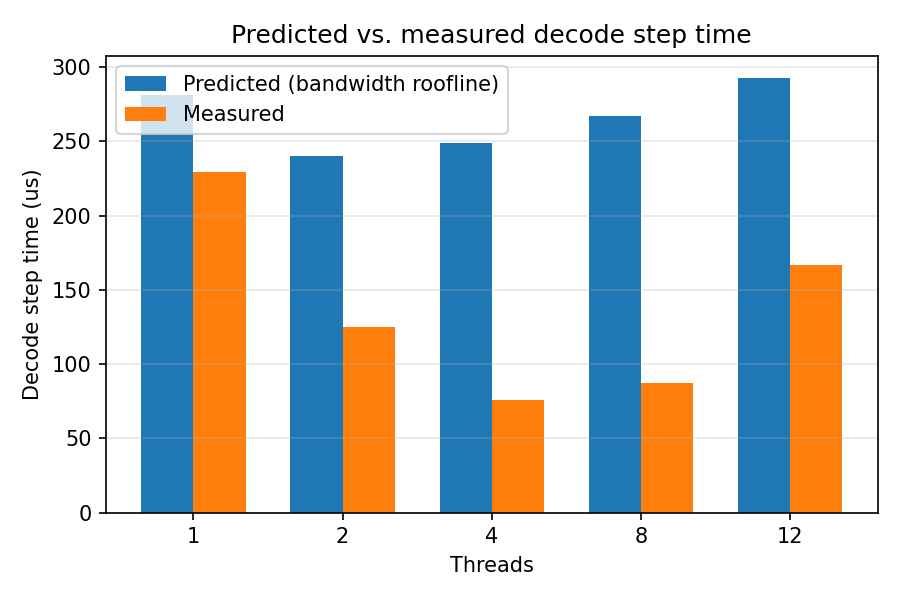 Predicted vs. measured decode step time
Predicted (bandwidth roofline)
Measured
Decode step time (us)
300
250
200
150
100
50
0
1 2 4 8 12
Threads